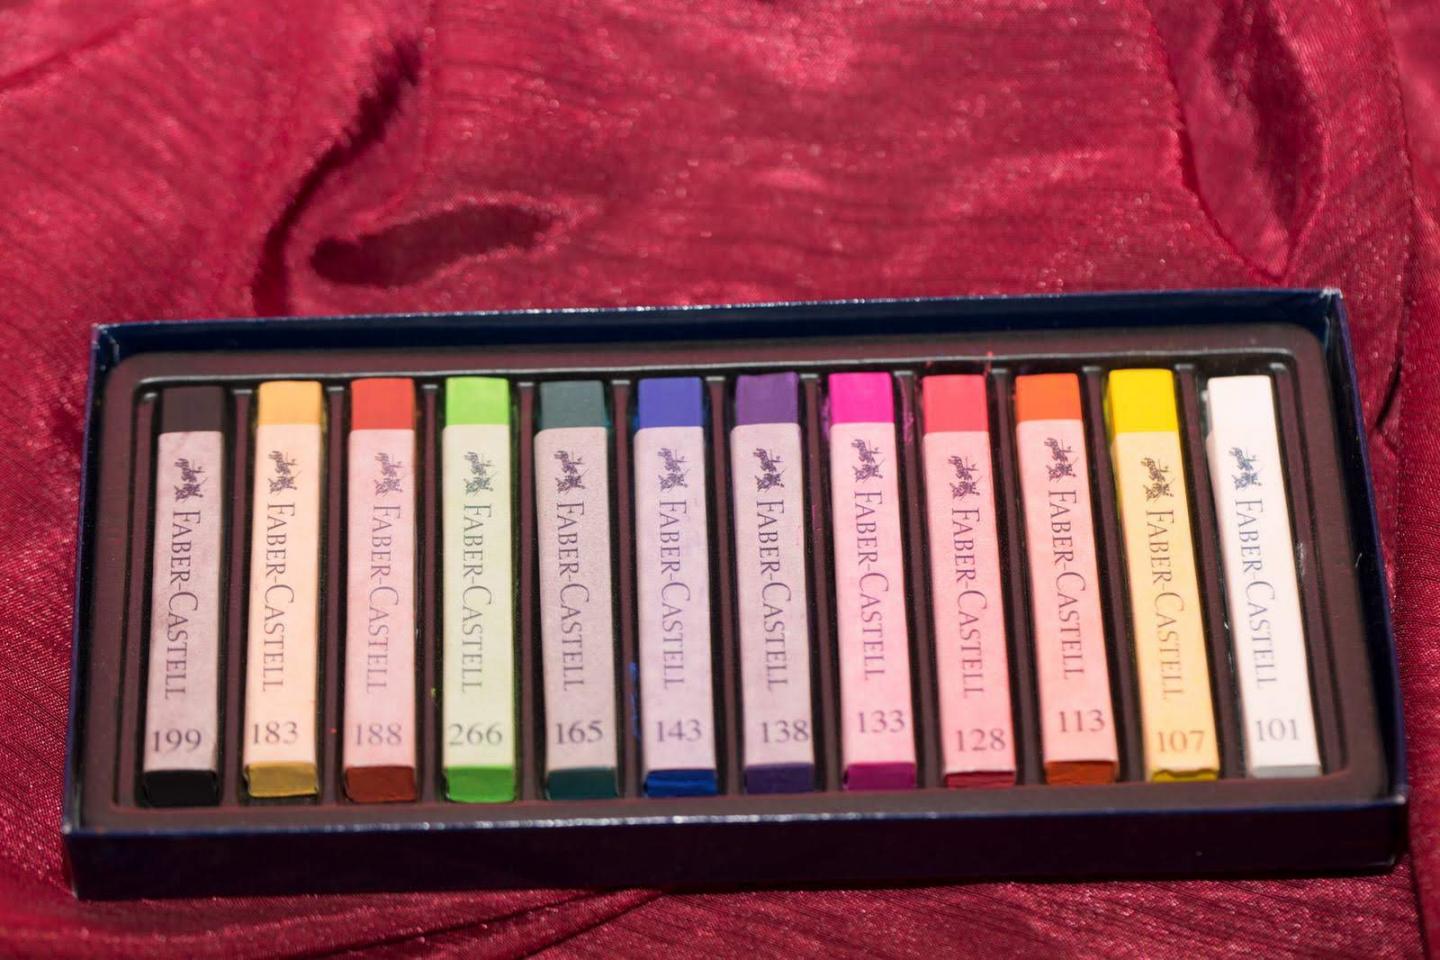 FABER-CASTELL
199
FABER-CASTELL
183
FABER-CASTELL
188
FABER-CASTELL
266
FABER-CASTELL
165
FABER-CASTELL
143
FABER-CASTELL
138
FABER-CASTELL
133
FABER-CASTELL
128
FABER-CASTELL
113
FABER-CASTELL
107
FABER-CASTELL
101